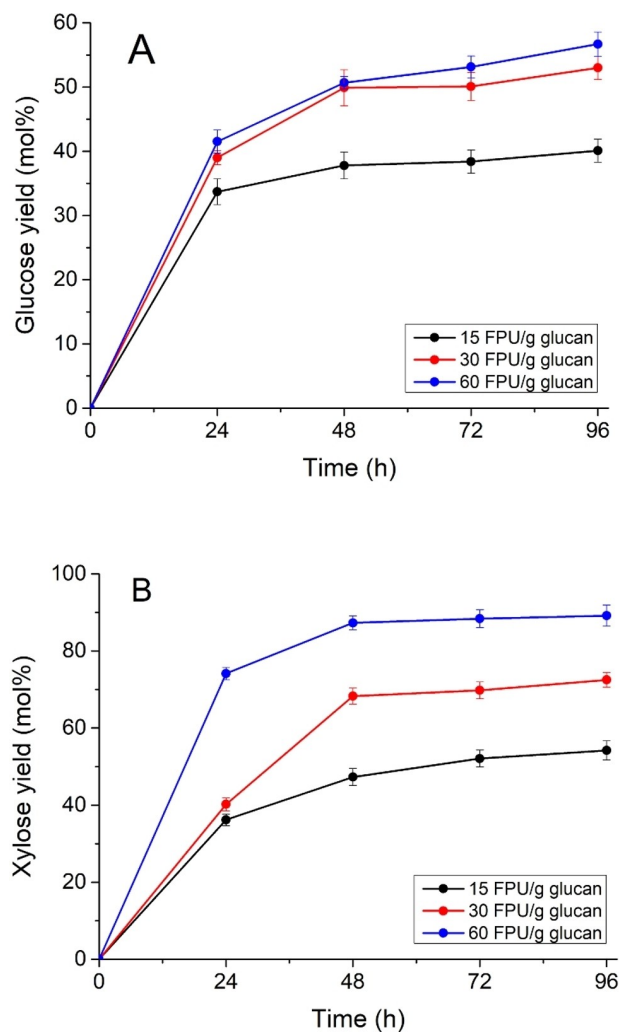 A
Glucose yield (mol%)
60
50
40
30
20
10
0
15 FPU/g glucan
30 FPU/g glucan
60 FPU/g glucan
0 24 48 72 96
Time (h)
B
Xylose yield (mol%)
100
80
60
40
20
0
15 FPU/g glucan
30 FPU/g glucan
60 FPU/g glucan
0 24 48 72 96
Time (h)